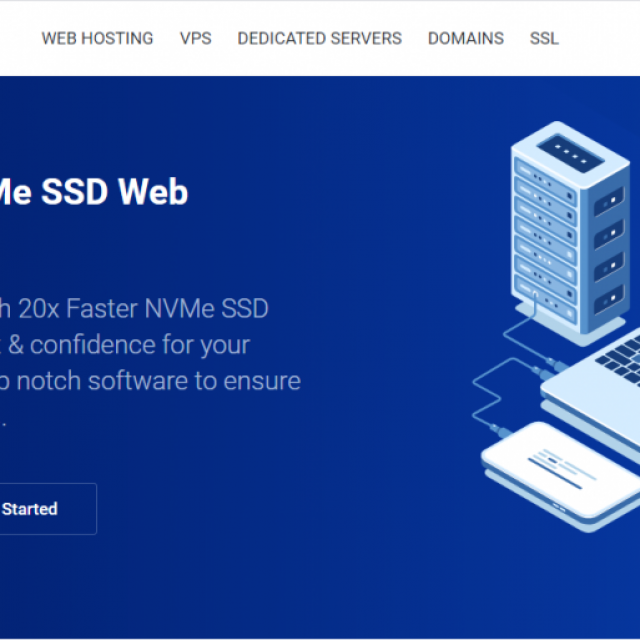 WEB HOSTING VPS DEDICATED SERVERS DOMAINS SSL
Me SSD Web
h 20x Faster NVMe SSD
& confidence for your
p notch software to ensure
.
Started